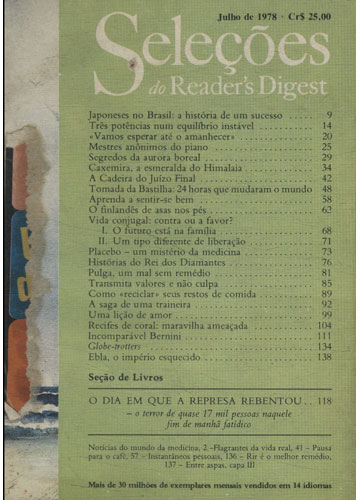 Julho de 1978 · Cr$ 25,00
Seleções
do Reader's Digest
Japoneses no Brasil: a história de um sucesso ..... 9
Três potências num equilíbrio instável ..... 14
«Vamos esperar até o amanhecer» ..... 20
Mestres anônimos do piano ..... 25
Segredos da aurora boreal ..... 29
Caxemira, a esmeralda do Himalaia ..... 34
A Cadeira do Juízo Final ..... 42
Tomada da Bastilha: 24 horas que mudaram o mundo 48
Aprenda a sentir-se bem ..... 58
O finlandês de asas nos pés ..... 62
Vida conjugal: contra ou a favor?
I. O futuro está na família ..... 68
II. Um tipo diferente de liberação ..... 71
Placebo – um mistério da medicina ..... 73
Histórias do Rei dos Diamantes ..... 76
Pulga, um mal sem remédio ..... 81
Transmita valores e não culpa ..... 85
Como «reciclar» seus restos de comida ..... 89
A saga de uma traneira ..... 92
Uma lição de amor ..... 99
Recifes de coral: maravilha ameaçada ..... 104
Incomparável Bernini ..... 111
Globe-trotters ..... 134
Ebla, o império esquecido ..... 138
Seção de Livros
O DIA EM QUE A REPRESA REBENTOU .. 118
– o terror de quase 17 mil pessoas naquele
fim de manhã fatídico
Notícias do mundo da medicina, 2 – Flagrantes da vida real, 41 – Pausa
para o café, 57 – Instantâneos pessoais, 136 – Rir é o melhor remédio,
137 – Entre aspas, capa III
Mais de 30 milhões de exemplares mensais vendidos em 14 idiomas